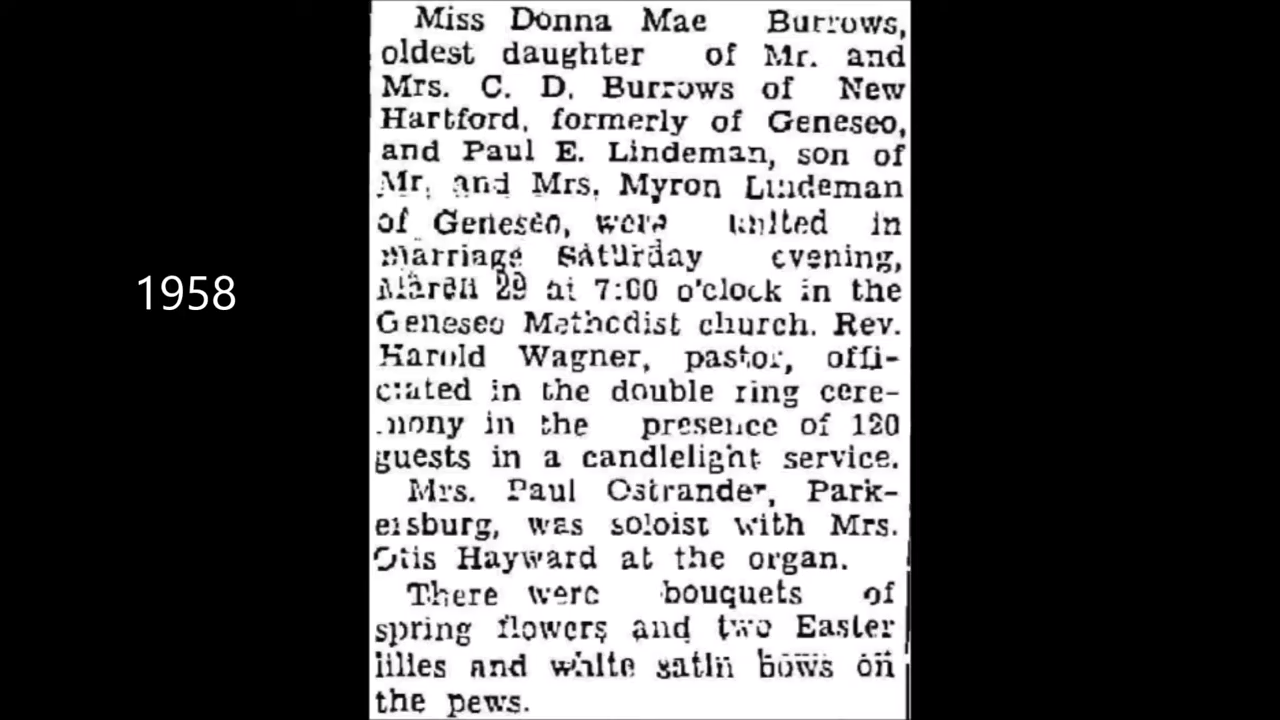 1958
Miss Donna Mae Burrows,
oldest daughter of Mr. and
Mrs. C. D. Burrows of New
Hartford, formerly of Geneseo,
and Paul E. Lindeman, son of
Mr. and Mrs. Myron Lindeman
of Geneseo, were united in
marriage Saturday evening,
March 29 at 7:00 o'clock in the
Geneseo Methodist church. Rev.
Harold Wagner, pastor, offi-
ciated in the double ring cere-
mony in the presence of 120
guests in a candlelight service.
Mrs. Paul Ostrander, Park-
ersburg, was soloist with Mrs.
Otis Hayward at the organ.
There were bouquets of
spring flowers and two Easter
lilies and white satin bows on
the pews.